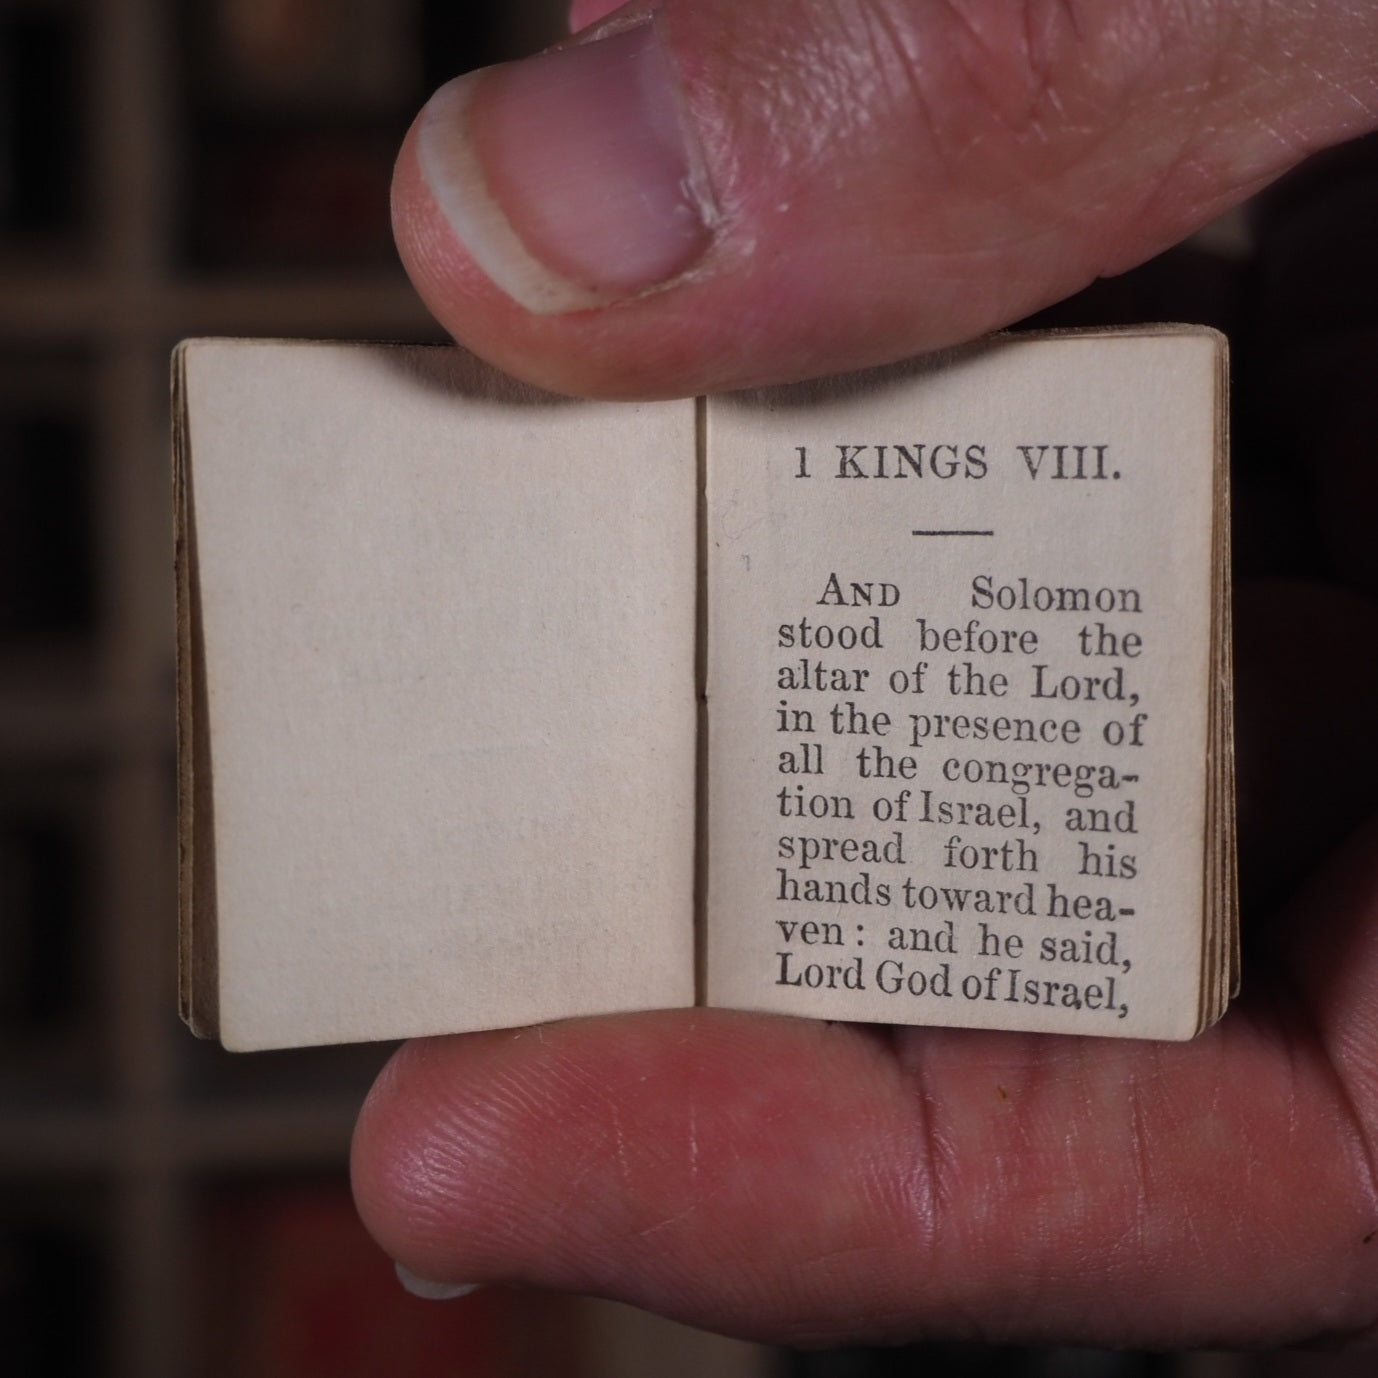 1 KINGS VIII.
AND Solomon
stood before the
altar of the Lord,
in the presence of
all the congrega-
tion of Israel, and
spread forth his
hands toward hea-
ven: and he said,
Lord God of Israel,